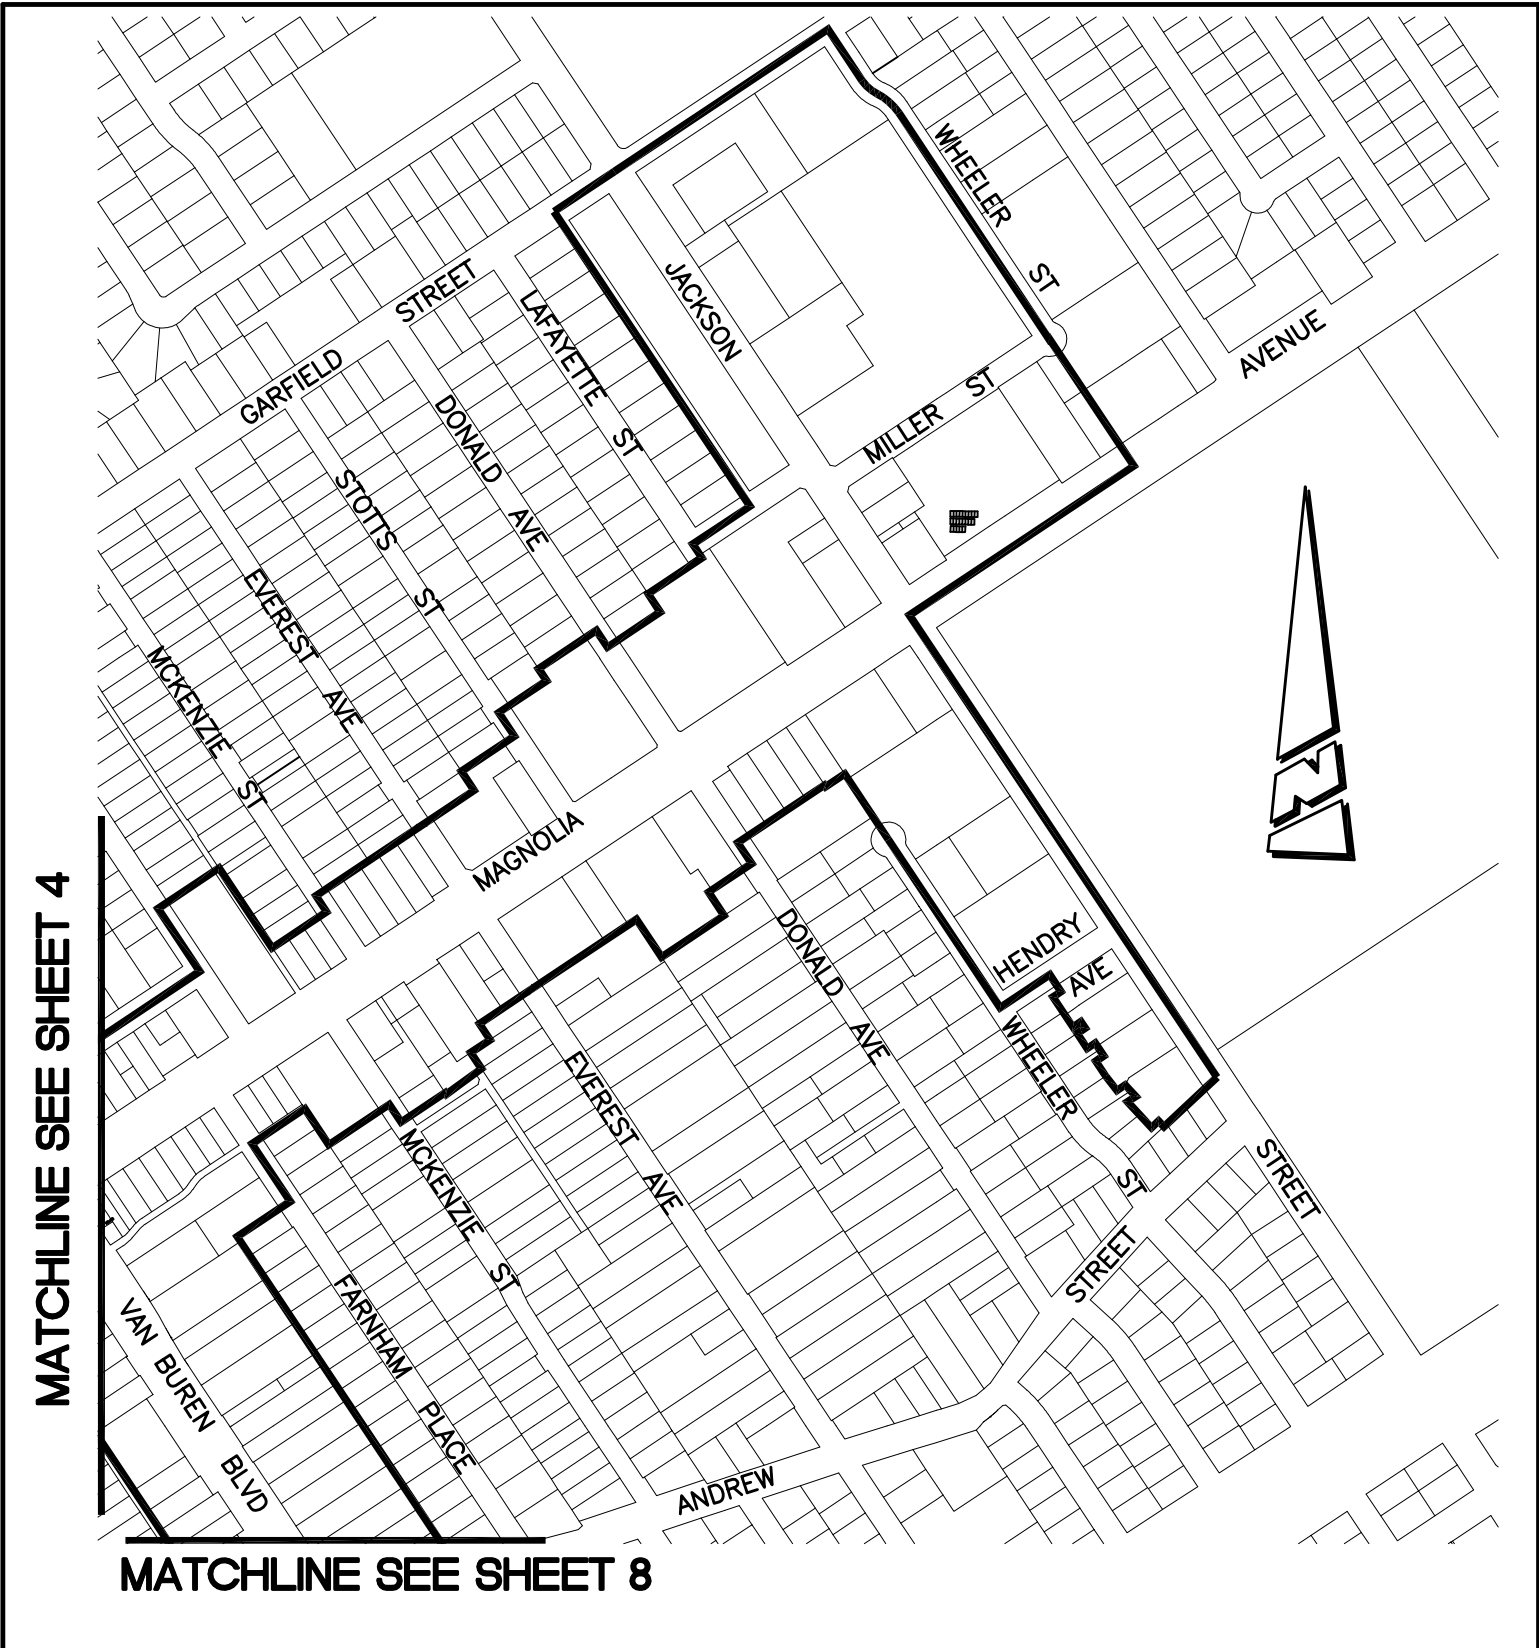 WHEELER
ST
JACKSON
STREET
LAFAYETTE
ST
AVENUE
GARFIELD
MILLER ST
DONALD
AVE
STOTTS
ST
EVEREST
AVE
MCKENZIE
ST
N
MAGNOLIA
MATCHLINE SEE SHEET 4
DONALD
AVE
HENDRY
AVE
WHEELER
ST
EVEREST
AVE
MCKENZIE
ST
STREET
STREET
FARNHAM
PLACE
VAN BUREN BLVD
ANDREW
MATCHLINE SEE SHEET 8